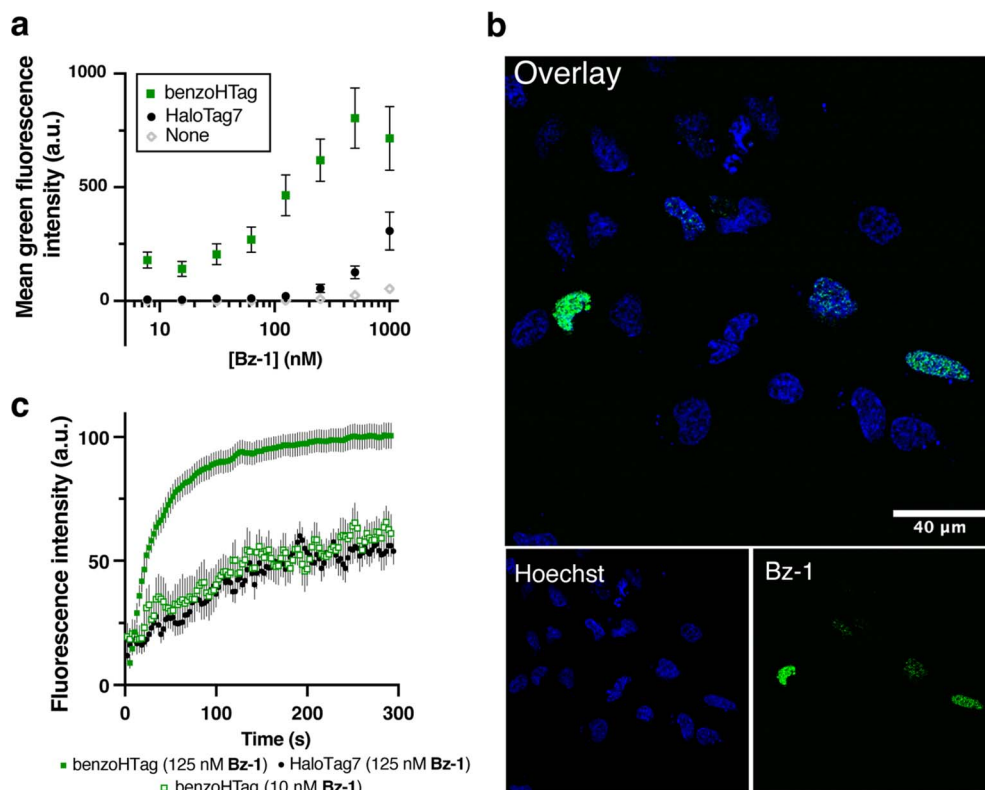 a
1000
500
0
Mean green fluorescence
intensity (a.u.)
benzoHTag
HaloTag7
None
10
100
1000
[Bz-1] (nM)
b
Overlay
40 µm
Hoechst
Bz-1
c
100
50
0
Fluorescence intensity (a.u.)
0
100
200
300
Time (s)
benzoHTag (125 nM Bz-1) HaloTag7 (125 nM Bz-1)
benzoHTag (10 nM Bz-1)